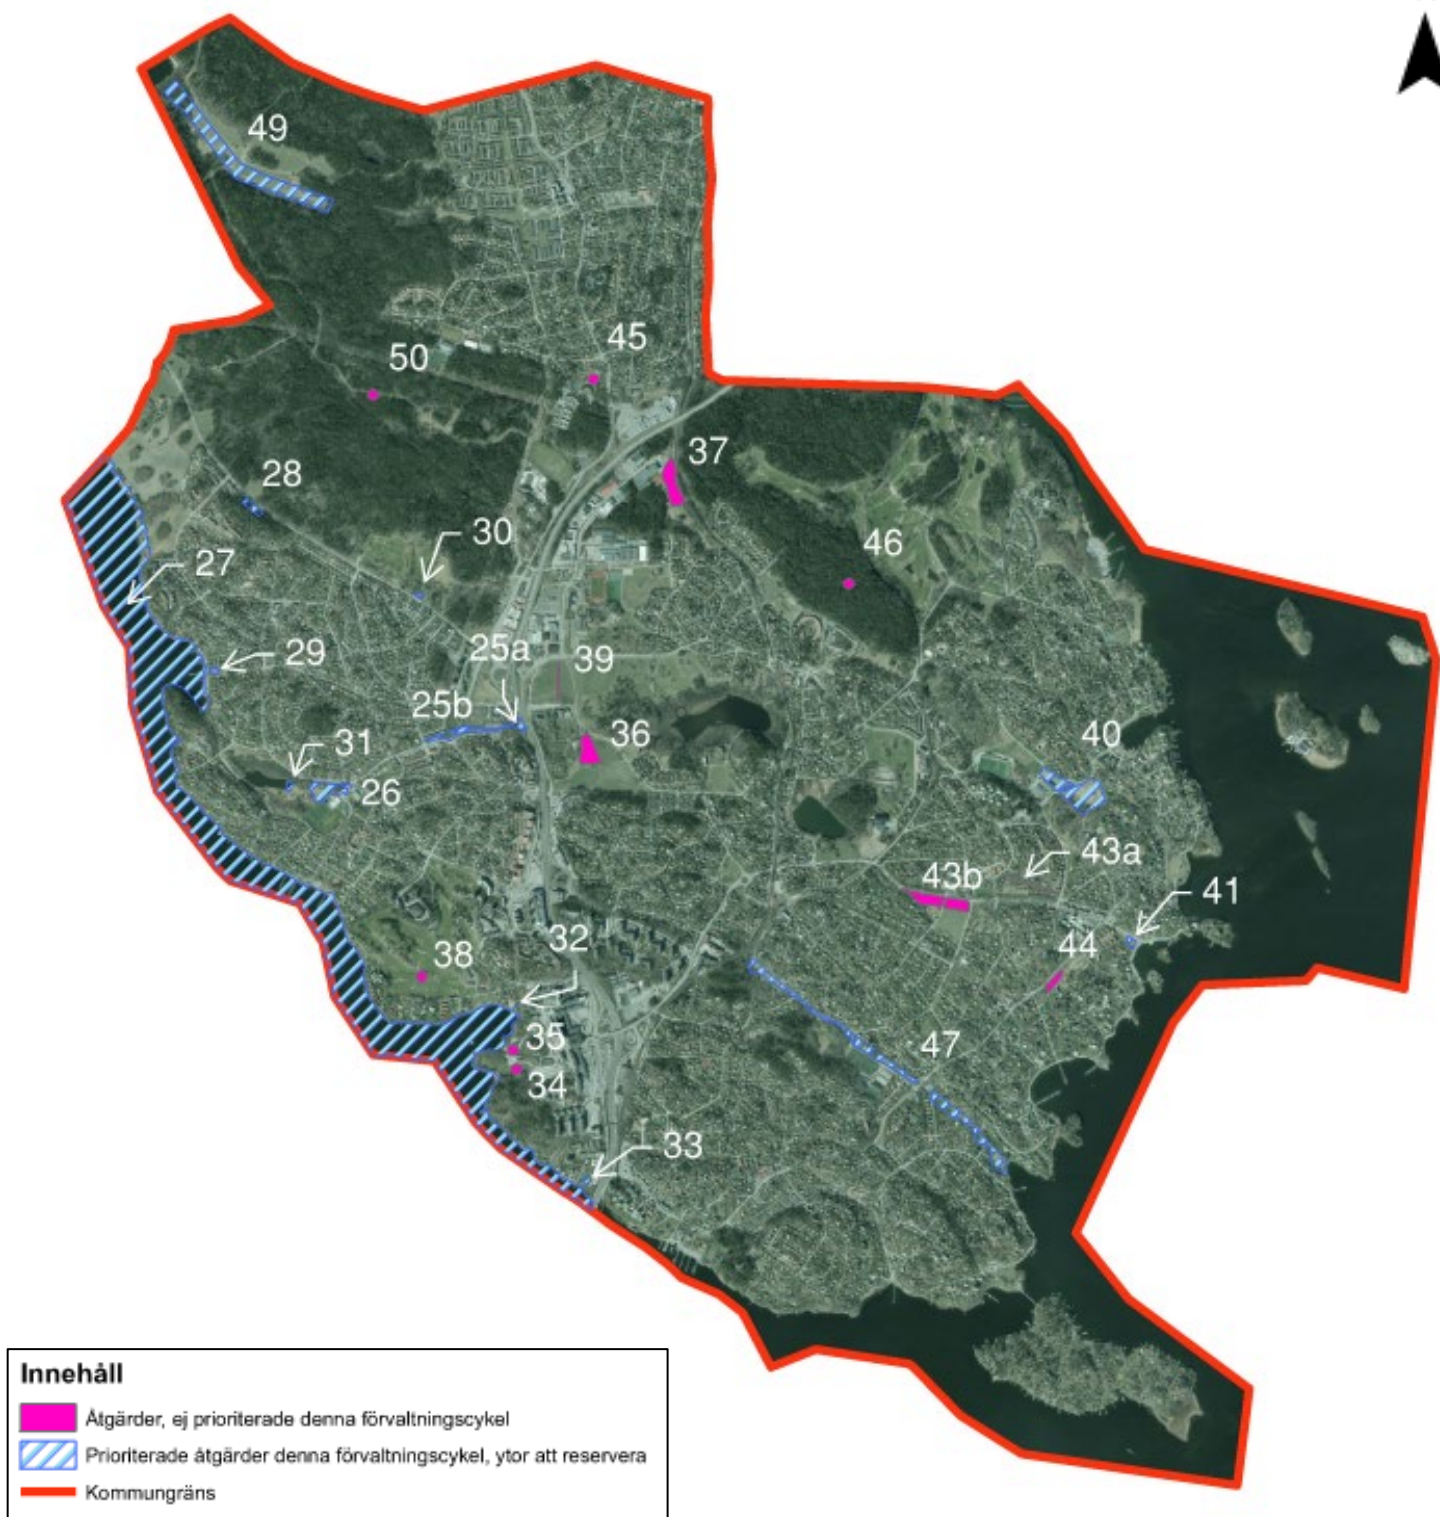 49
45
50
37
28
30
46
27
25a
29
39
25b
36
40
31
26
43a
43b
41
32
44
38
35
47
34
33
Innehåll
Åtgärder, ej prioriterade denna förvaltningscykel
Prioriterade åtgärder denna förvaltningscykel, ytor att reservera
Kommungräns